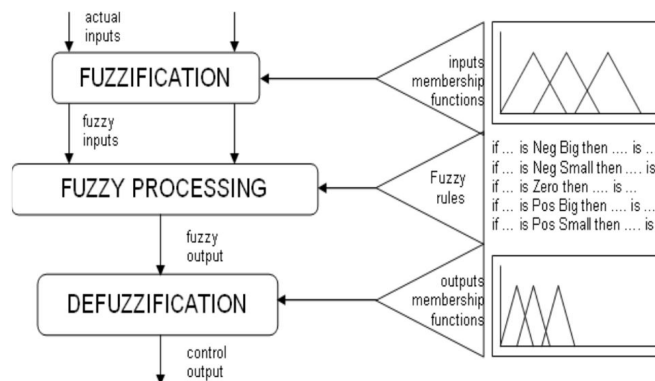 actual
inputs
FUZZIFICATION
inputs
membership
functions
fuzzy
inputs
if ... is Neg Big then .... is ...
if ... is Neg Small then .... is
if ... is Zero then .... is ...
if ... is Pos Big then .... is ...
if ... is Pos Small then .... is
FUZZY PROCESSING
Fuzzy
rules
fuzzy
output
DEFUZZIFICATION
outputs
membership
functions
control
output